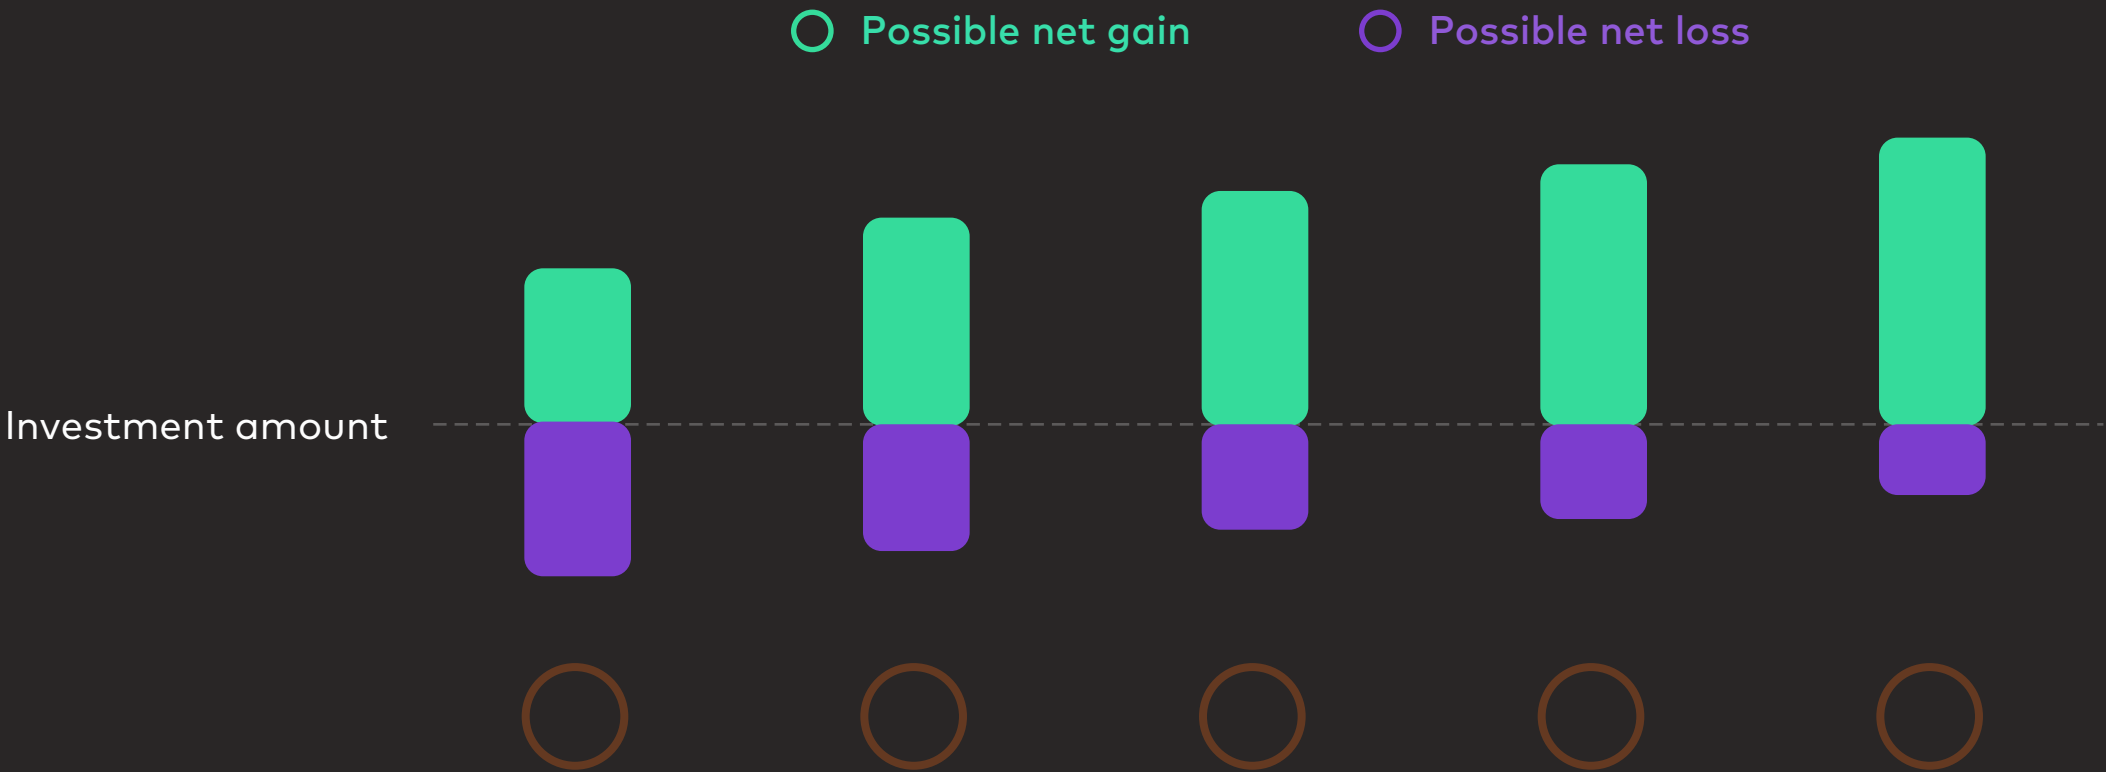 Possible net gain
Possible net loss
Investment amount